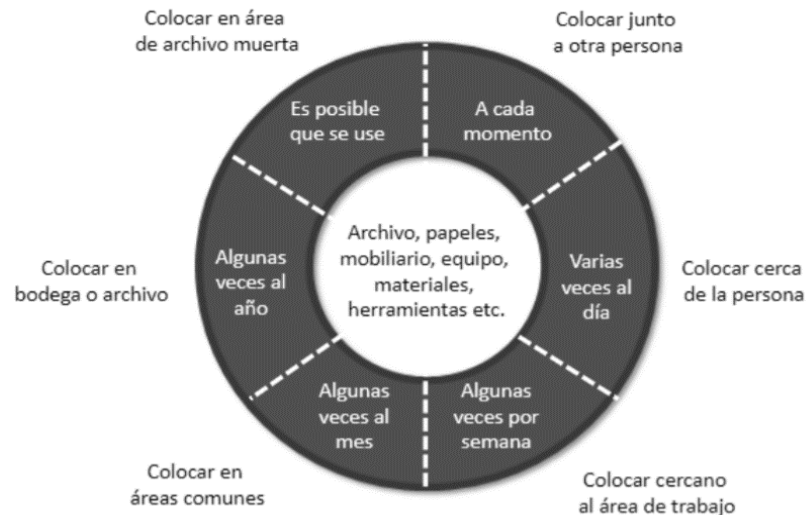 Colocar en área
de archivo muerta
Colocar junto
a otra persona
Es posible
que se use
A cada
momento
Archivo, papeles,
mobiliario, equipo,
materiales,
herramientas etc.
Algunas
veces al
año
Varias
veces al
día
Colocar en
bodega o archivo
Colocar cerca
de la persona
Algunas
veces al
mes
Algunas
veces por
semana
Colocar en
áreas comunes
Colocar cercano
al área de trabajo